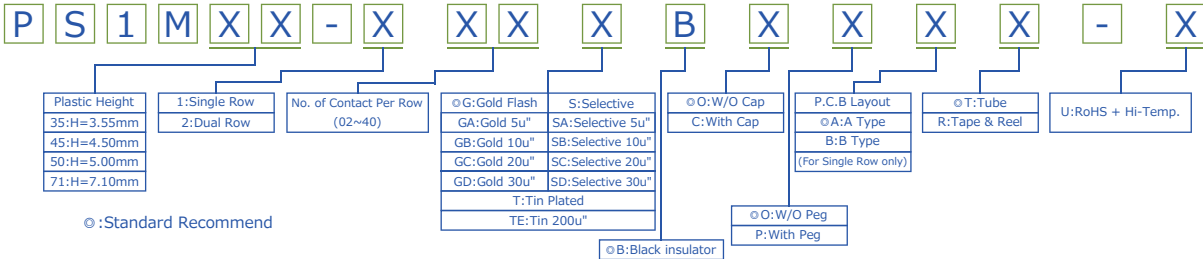 P S 1 M X X - X X X X B X X X X - X
Plastic Height
35:H=3.55mm
45:H=4.50mm
50:H=5.00mm
71:H=7.10mm
1:Single Row
2:Dual Row
No. of Contact Per Row
(02~40)
◎G:Gold Flash
GA:Gold 5u"
GB:Gold 10u"
GC:Gold 20u"
GD:Gold 30u"
S:Selective
SA:Selective 5u"
SB:Selective 10u"
SC:Selective 20u"
SD:Selective 30u"
T:Tin Plated
TE:Tin 200u"
◎B:Black insulator
◎O:W/O Cap
C:With Cap
◎O:W/O Peg
P:With Peg
P.C.B Layout
◎A:A Type
B:B Type
(For Single Row only)
◎T:Tube
R:Tape & Reel
U:RoHS + Hi-Temp.
◎:Standard Recommend